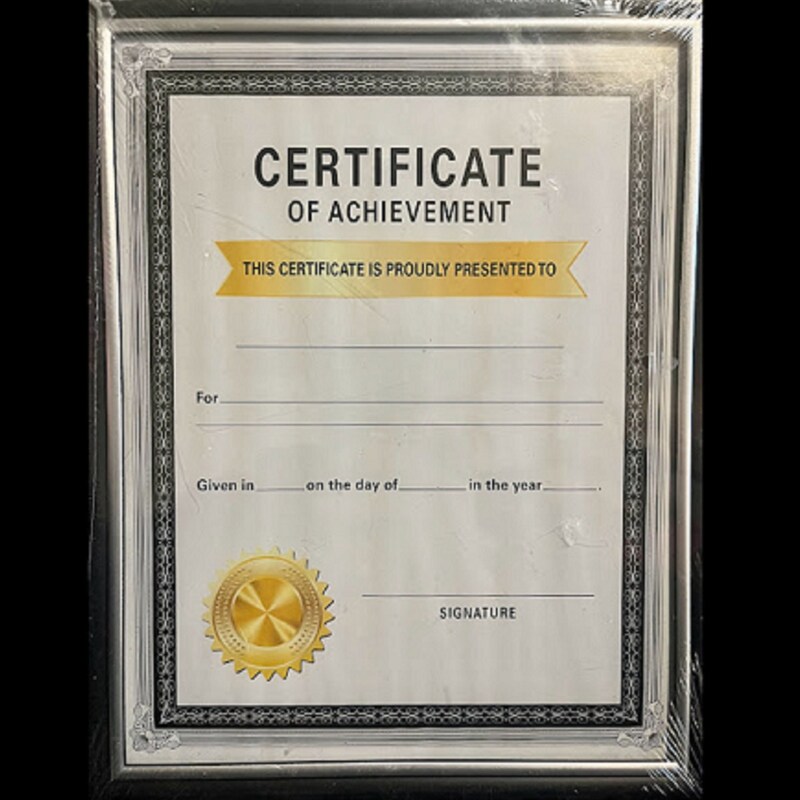 CERTIFICATE
OF ACHIEVEMENT
THIS CERTIFICATE IS PROUDLY PRESENTED TO
For
Given in on the day of in the year .
SIGNATURE